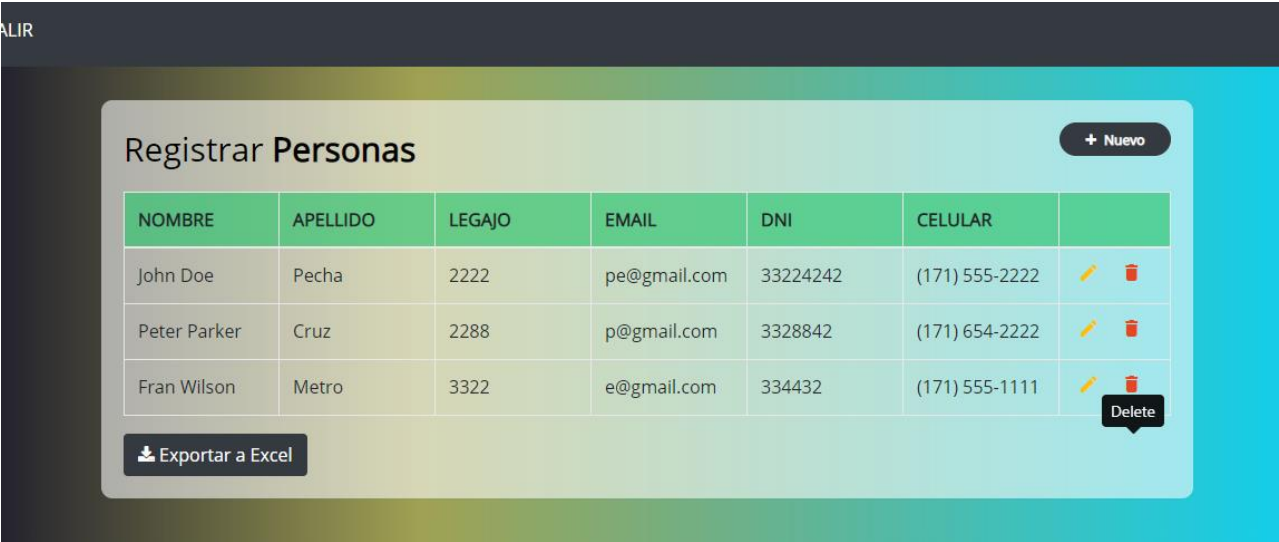 ALIR
Registrar Personas
+ Nuevo
NOMBRE APELLIDO LEGAJO EMAIL DNI CELULAR
John Doe Pecha 2222 pe@gmail.com 33224242 (171) 555-2222
Peter Parker Cruz 2288 p@gmail.com 3328842 (171) 654-2222
Fran Wilson Metro 3322 e@gmail.com 334432 (171) 555-1111
Delete
Exportar a Excel